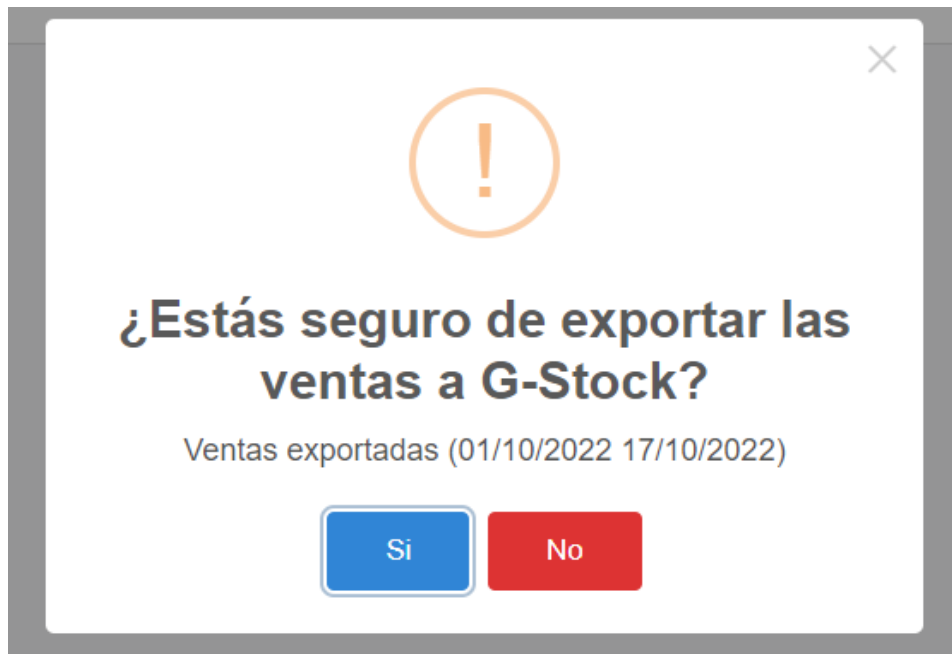 ¿Estás seguro de exportar las
ventas a G-Stock?
Ventas exportadas (01/10/2022 17/10/2022)
Si
No